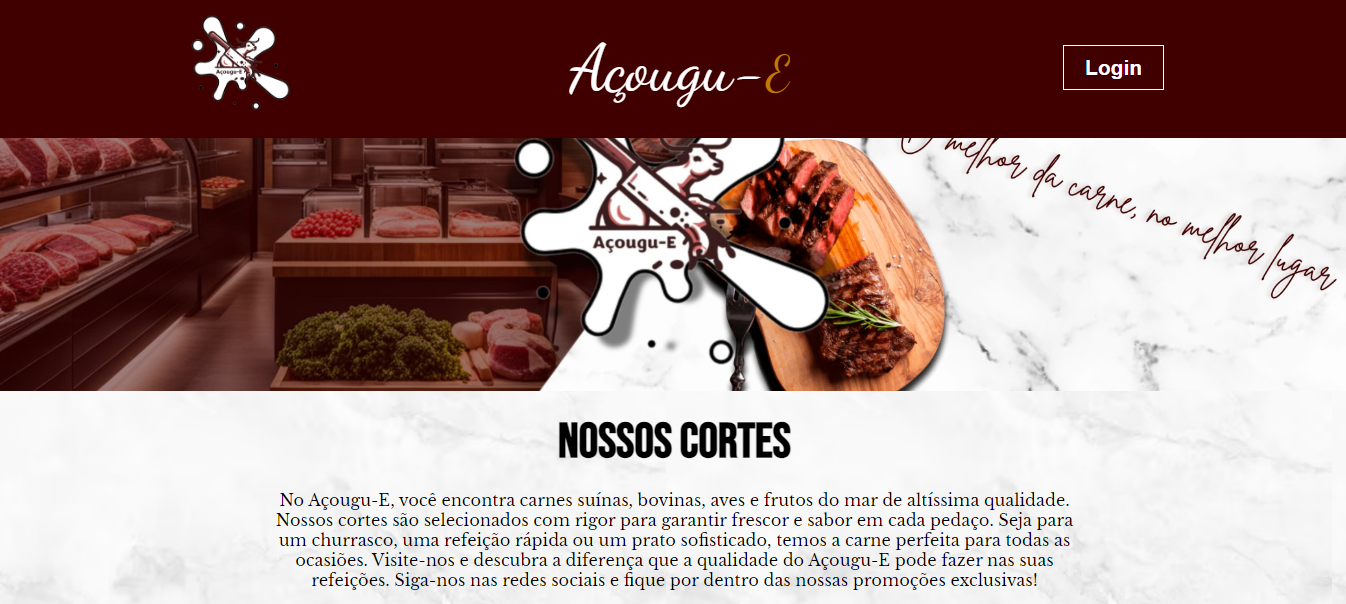 Açougu-E
Açougu-E
Login
O melhor da carne, no melhor lugar
Açougu-E
NOSSOS CORTES
No Açougu-E, você encontra carnes suínas, bovinas, aves e frutos do mar de altíssima qualidade.
Nossos cortes são selecionados com rigor para garantir frescor e sabor em cada pedaço. Seja para
um churrasco, uma refeição rápida ou um prato sofisticado, temos a carne perfeita para todas as
ocasiões. Visite-nos e descubra a diferença que a qualidade do Açougu-E pode fazer nas suas
refeições. Siga-nos nas redes sociais e fique por dentro das nossas promoções exclusivas!